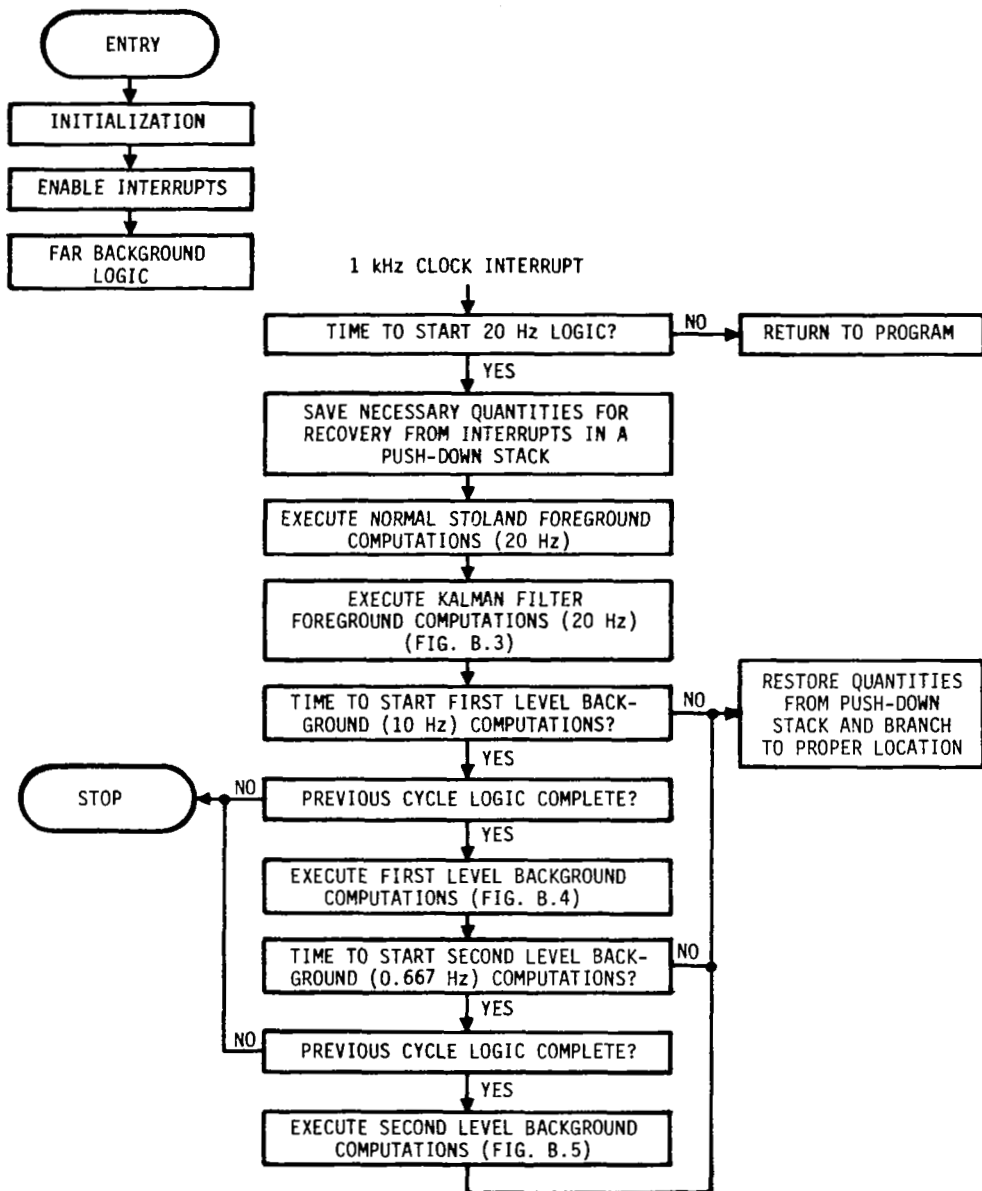 ENTRY
INITIALIZATION
ENABLE INTERRUPTS
FAR BACKGROUND
LOGIC
1 kHz CLOCK INTERRUPT
TIME TO START 20 Hz LOGIC?
NO
RETURN TO PROGRAM
YES
SAVE NECESSARY QUANTITIES FOR
RECOVERY FROM INTERRUPTS IN A
PUSH-DOWN STACK
EXECUTE NORMAL STOLAND FOREGROUND
COMPUTATIONS (20 Hz)
EXECUTE KALMAN FILTER
FOREGROUND COMPUTATIONS (20 Hz)
(FIG. B.3)
TIME TO START FIRST LEVEL BACK-
GROUND (10 Hz) COMPUTATIONS?
NO
RESTORE QUANTITIES
FROM PUSH-DOWN
STACK AND BRANCH
TO PROPER LOCATION
YES
STOP
NO
PREVIOUS CYCLE LOGIC COMPLETE?
YES
EXECUTE FIRST LEVEL BACKGROUND
COMPUTATIONS (FIG. B.4)
TIME TO START SECOND LEVEL BACK-
GROUND (0.667 Hz) COMPUTATIONS?
NO
YES
NO
PREVIOUS CYCLE LOGIC COMPLETE?
YES
EXECUTE SECOND LEVEL BACKGROUND
COMPUTATIONS (FIG. B.5)